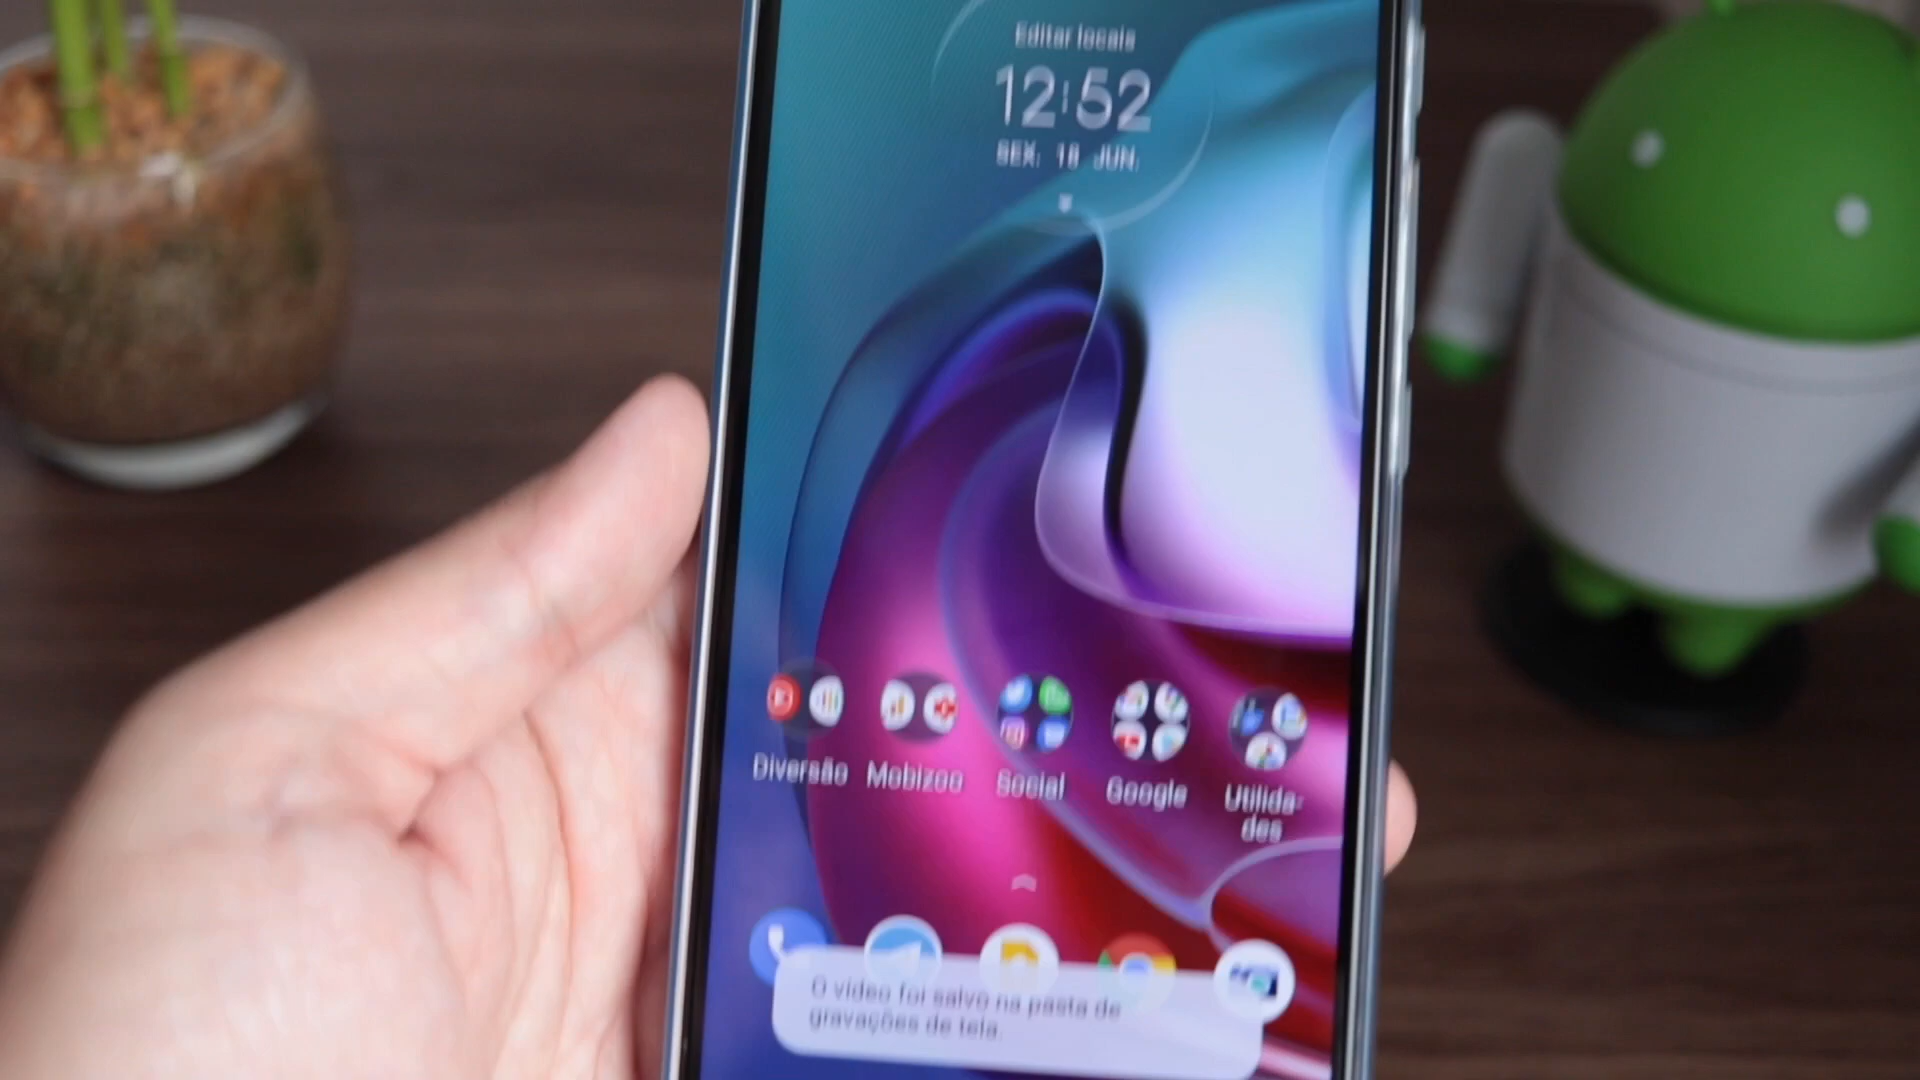 Editar locais
12:52
SEX. 18 JUN.
Diversão
Mobizoo
Social
Google
Utilida-
des
O vídeo foi salvo na pasta de
gravações de tela.